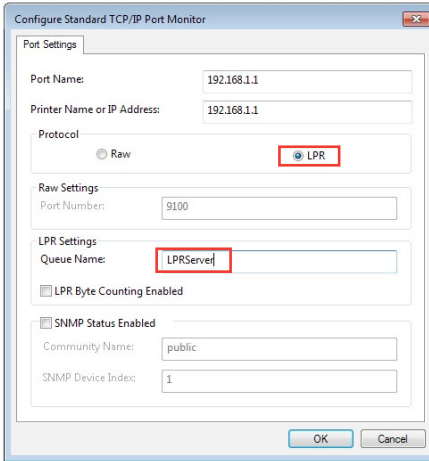 Configure Standard TCP/IP Port Monitor
Port Settings
Port Name: 192.168.1.1
Printer Name or IP Address: 192.168.1.1
Protocol
Raw LPR
Raw Settings
Port Number: 9100
LPR Settings
Queue Name: LPRServer
LPR Byte Counting Enabled
SNMP Status Enabled
Community Name: public
SNMP Device Index: 1
OK Cancel